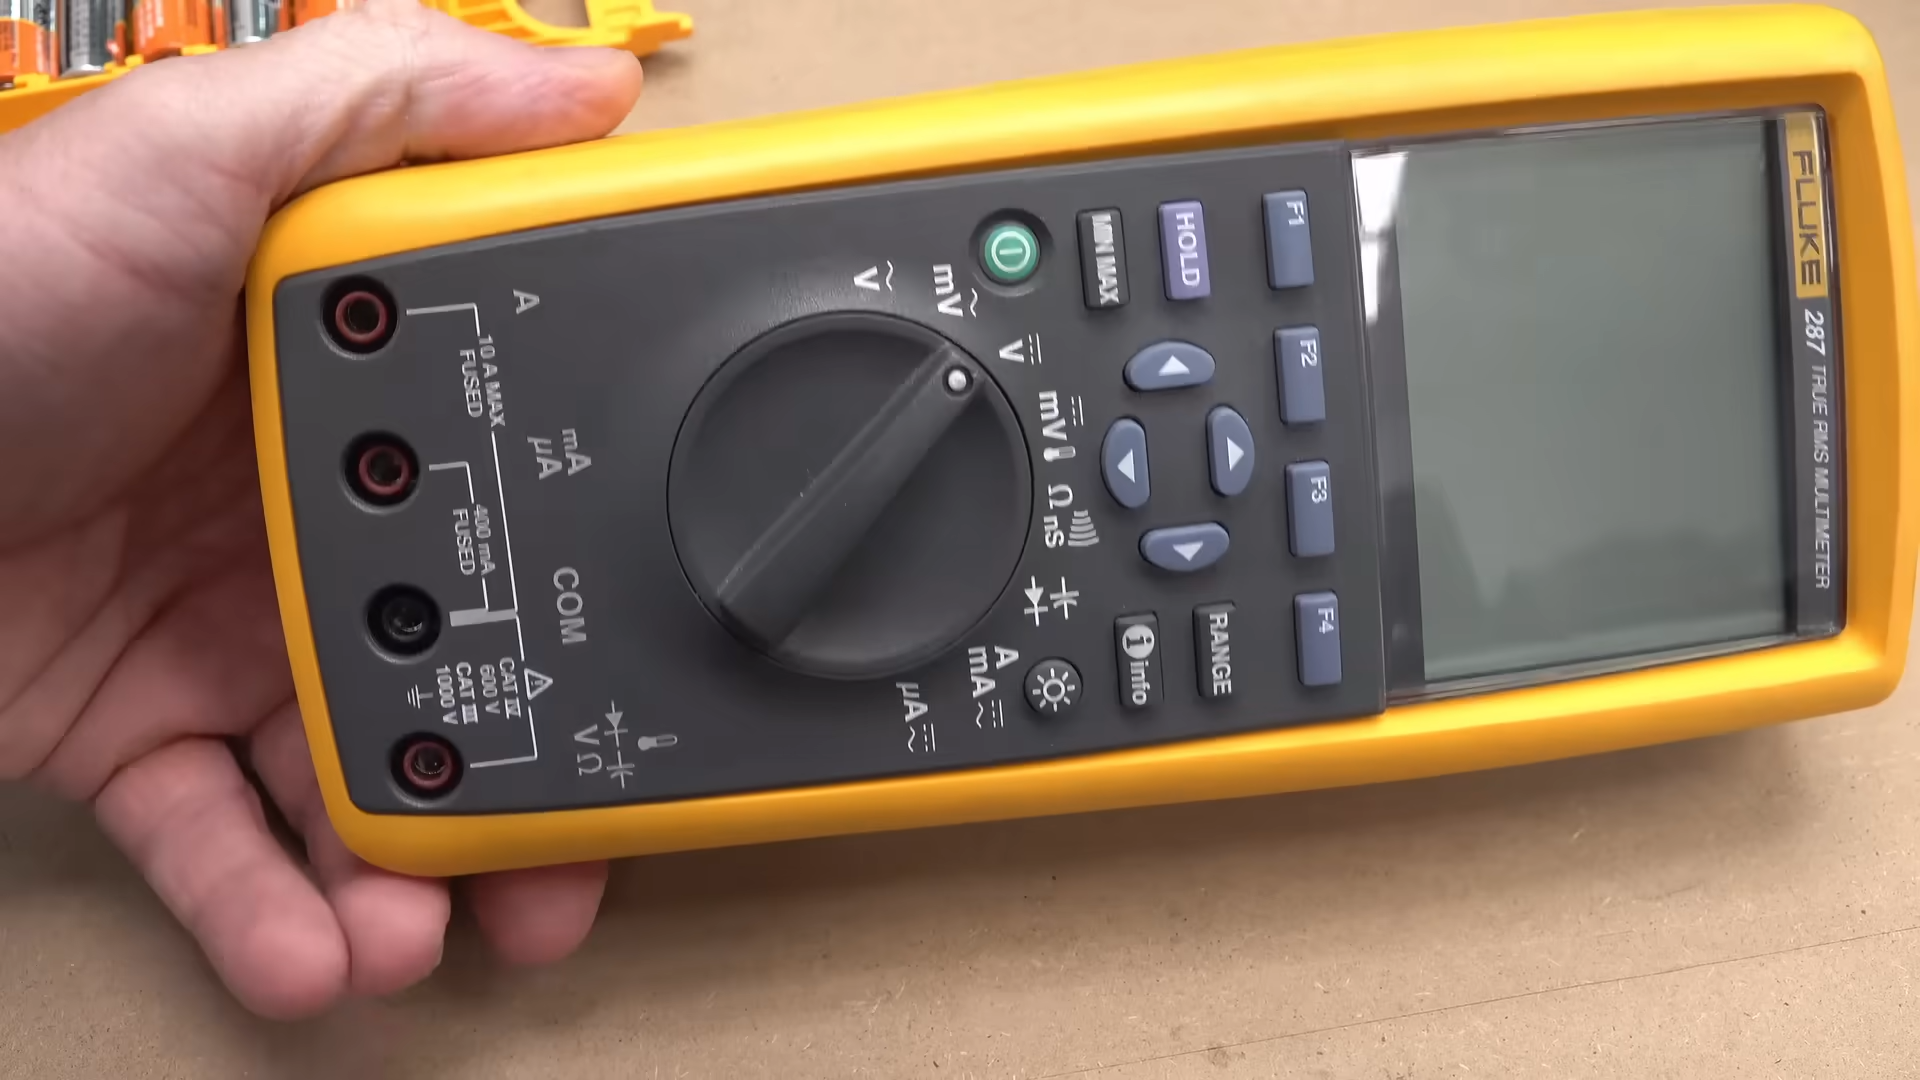 FLUKE 287 TRUE RMS MULTIMETER
F1 F2 F3 F4
HOLD
RANGE
MIN MAX
info
V
mV
V
mV
Ω nS
A
mA
µA
A
mA
µA
COM
V Ω
10 A MAX
FUSED
400 mA
FUSED
CAT IV
600 V
CAT III
1000 V